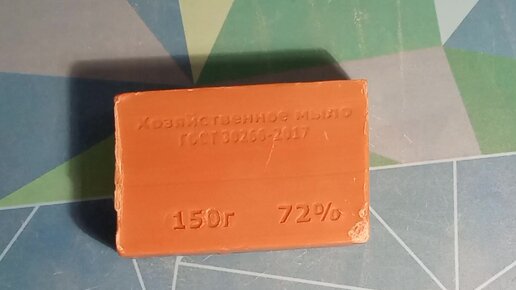 Хозяйственное мыло
ГОСТ 30266-2017
150г 72%